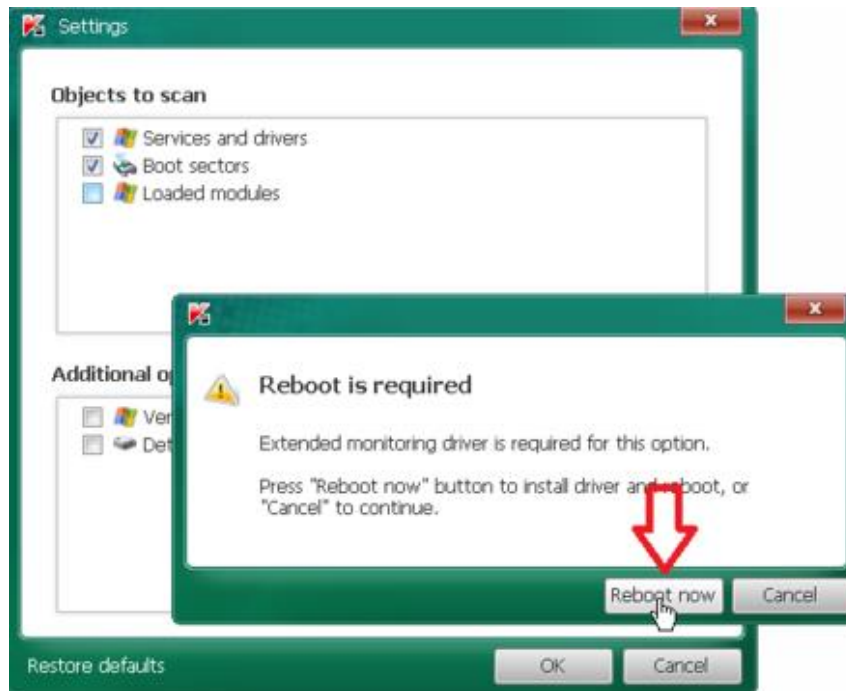 Settings
Objects to scan
Services and drivers
Boot sectors
Loaded modules
Additional
Ver
Det
Reboot is required
Extended monitoring driver is required for this option.
Press "Reboot now" button to install driver and reboot, or
"Cancel" to continue.
Reboot now
Cancel
Restore defaults
OK
Cancel